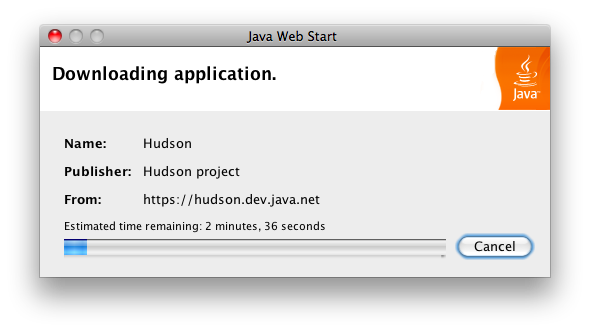 Java Web Start
Downloading application.
Java™
Name: Hudson
Publisher: Hudson project
From: https://hudson.dev.java.net
Estimated time remaining: 2 minutes, 36 seconds
Cancel